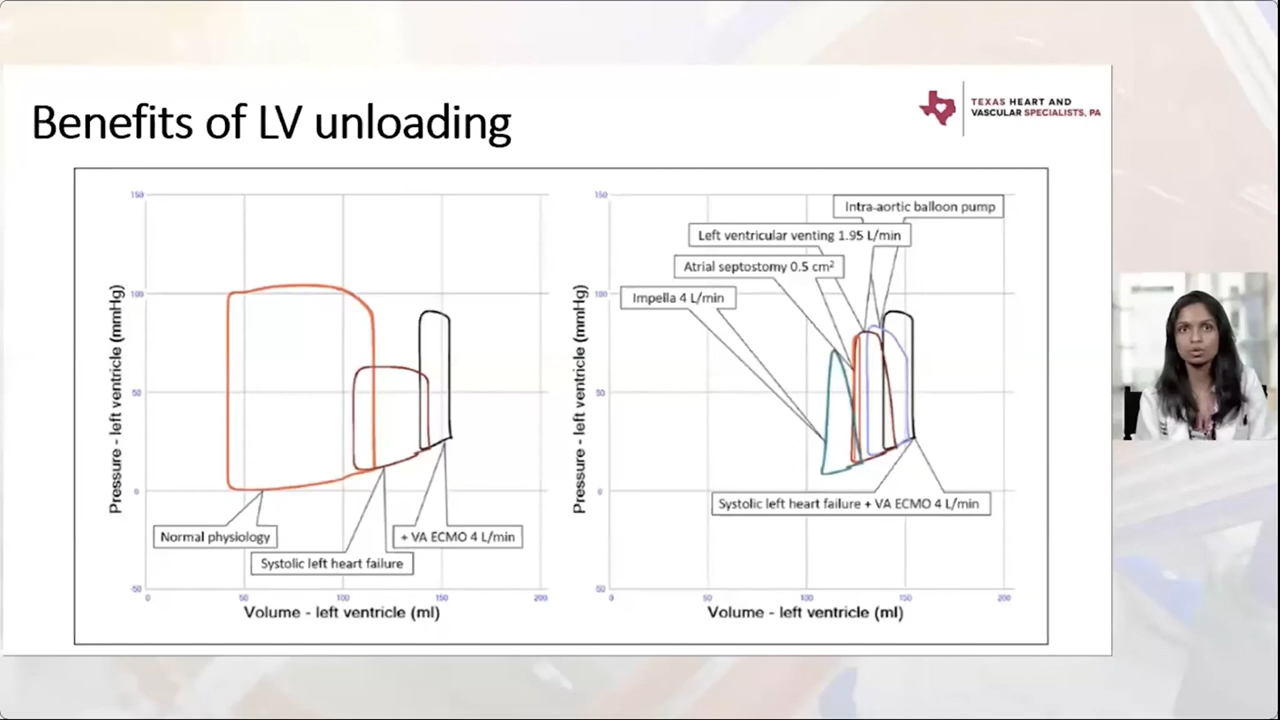 Benefits of LV unloading
TEXAS HEART AND
VASCULAR SPECIALISTS, PA
150
100
50
0
-50
0
50
100
150
200
Pressure - left ventricle (mmHg)
Volume - left ventricle (ml)
Normal physiology
Systolic left heart failure
+ VA ECMO 4 L/min
150
100
50
0
-50
0
50
100
150
200
Pressure - left ventricle (mmHg)
Volume - left ventricle (ml)
Intra-aortic balloon pump
Left ventricular venting 1.95 L/min
Atrial septostomy 0.5 cm²
Impella 4 L/min
Systolic left heart failure + VA ECMO 4 L/min